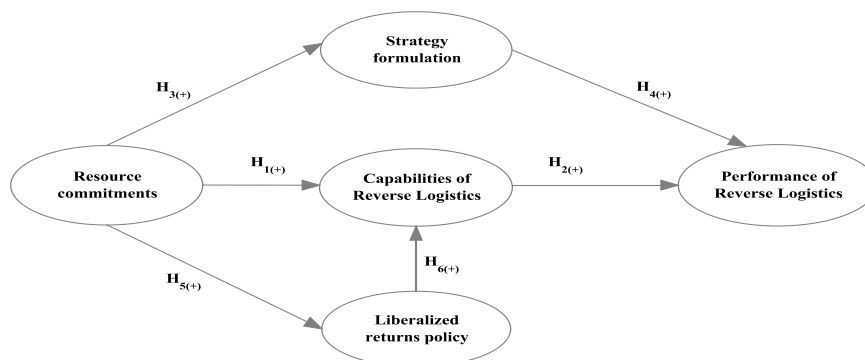 Strategy
formulation
H3(+)
H4(+)
Resource
commitments
H1(+)
Capabilities of
Reverse Logistics
H2(+)
Performance of
Reverse Logistics
H5(+)
H6(+)
Liberalized
returns policy